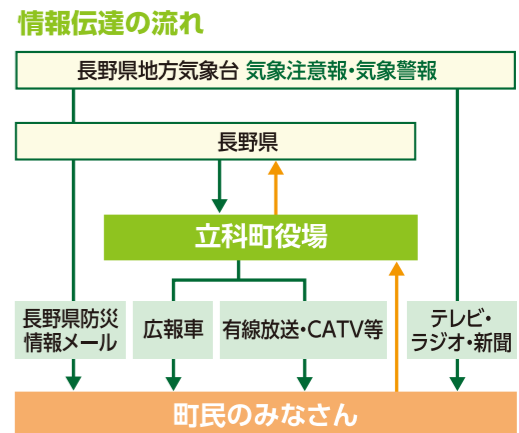 情報伝達の流れ
長野県地方気象台 気象注意報・気象警報
長野県
立科町役場
長野県防災
情報メール
広報車
有線放送・CATV等
テレビ・
ラジオ・新聞
町民のみなさん